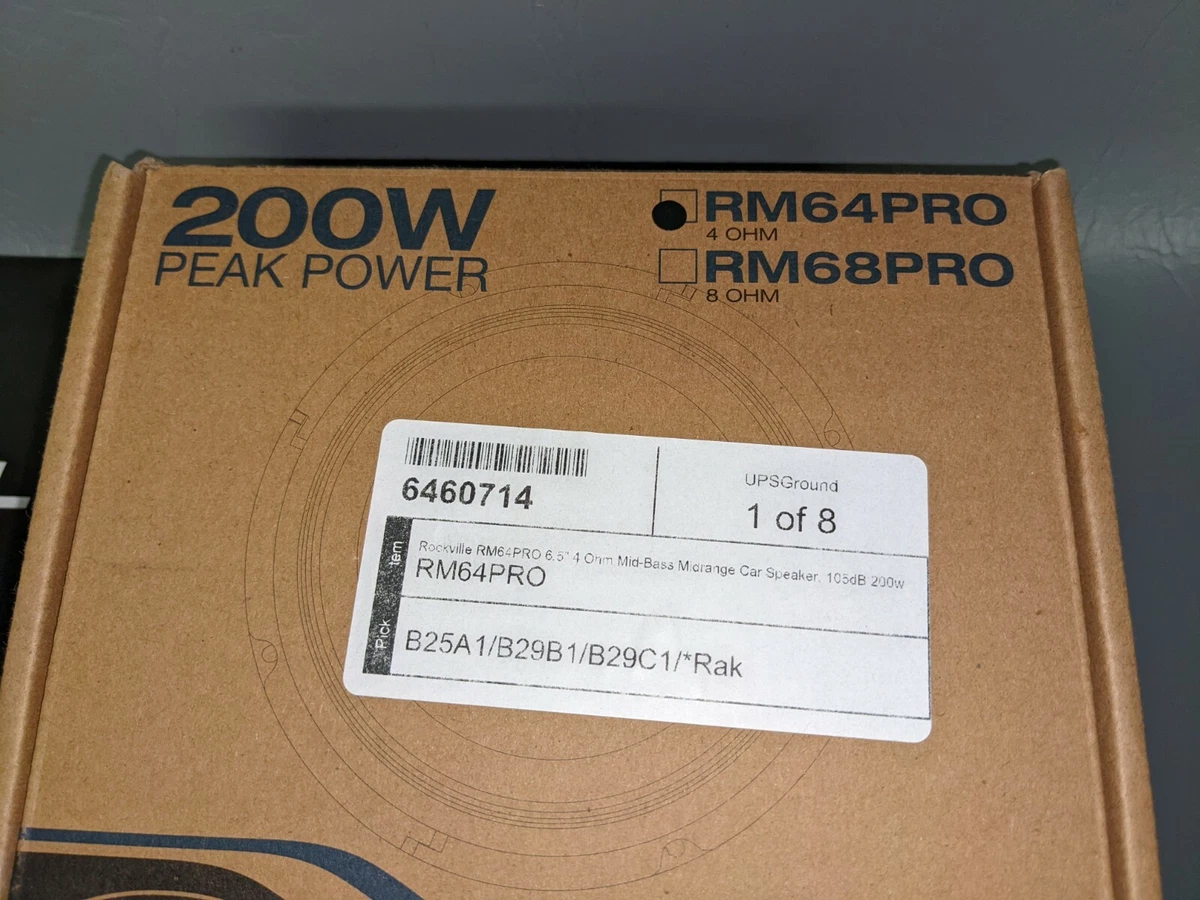 200W
PEAK POWER
RM64PRO
4 OHM
RM68PRO
8 OHM
6460714
UPSGround
1 of 8
Item
Rockville RM64PRO 6.5" 4 Ohm Mid-Bass Midrange Car Speaker, 105dB 200w
RM64PRO
Pick
B25A1/B29B1/B29C1/*Rak